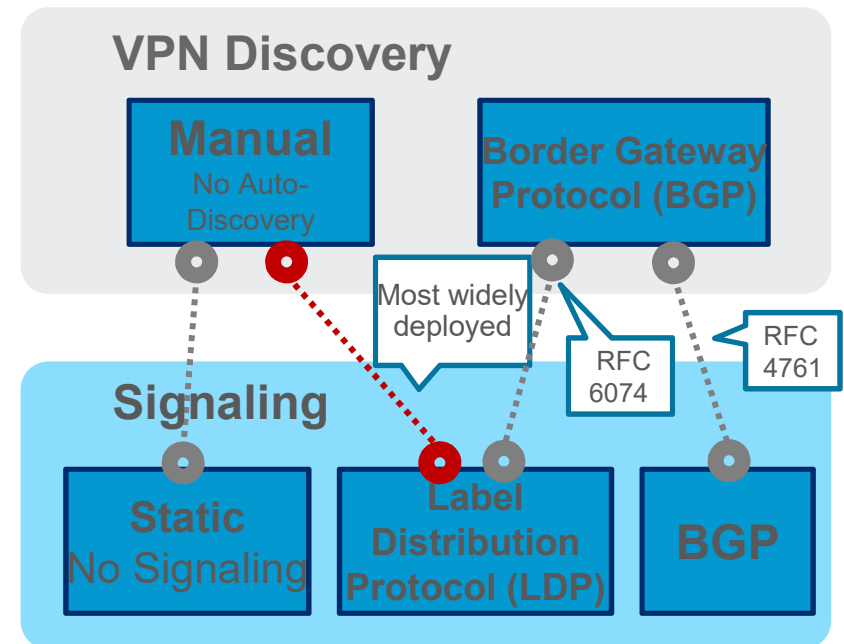 VPN Discovery
Manual
No Auto-
Discovery
Border Gateway
Protocol (BGP)
Most widely
deployed
RFC
6074
RFC
4761
Signaling
Static
No Signaling
Label
Distribution
Protocol (LDP)
BGP